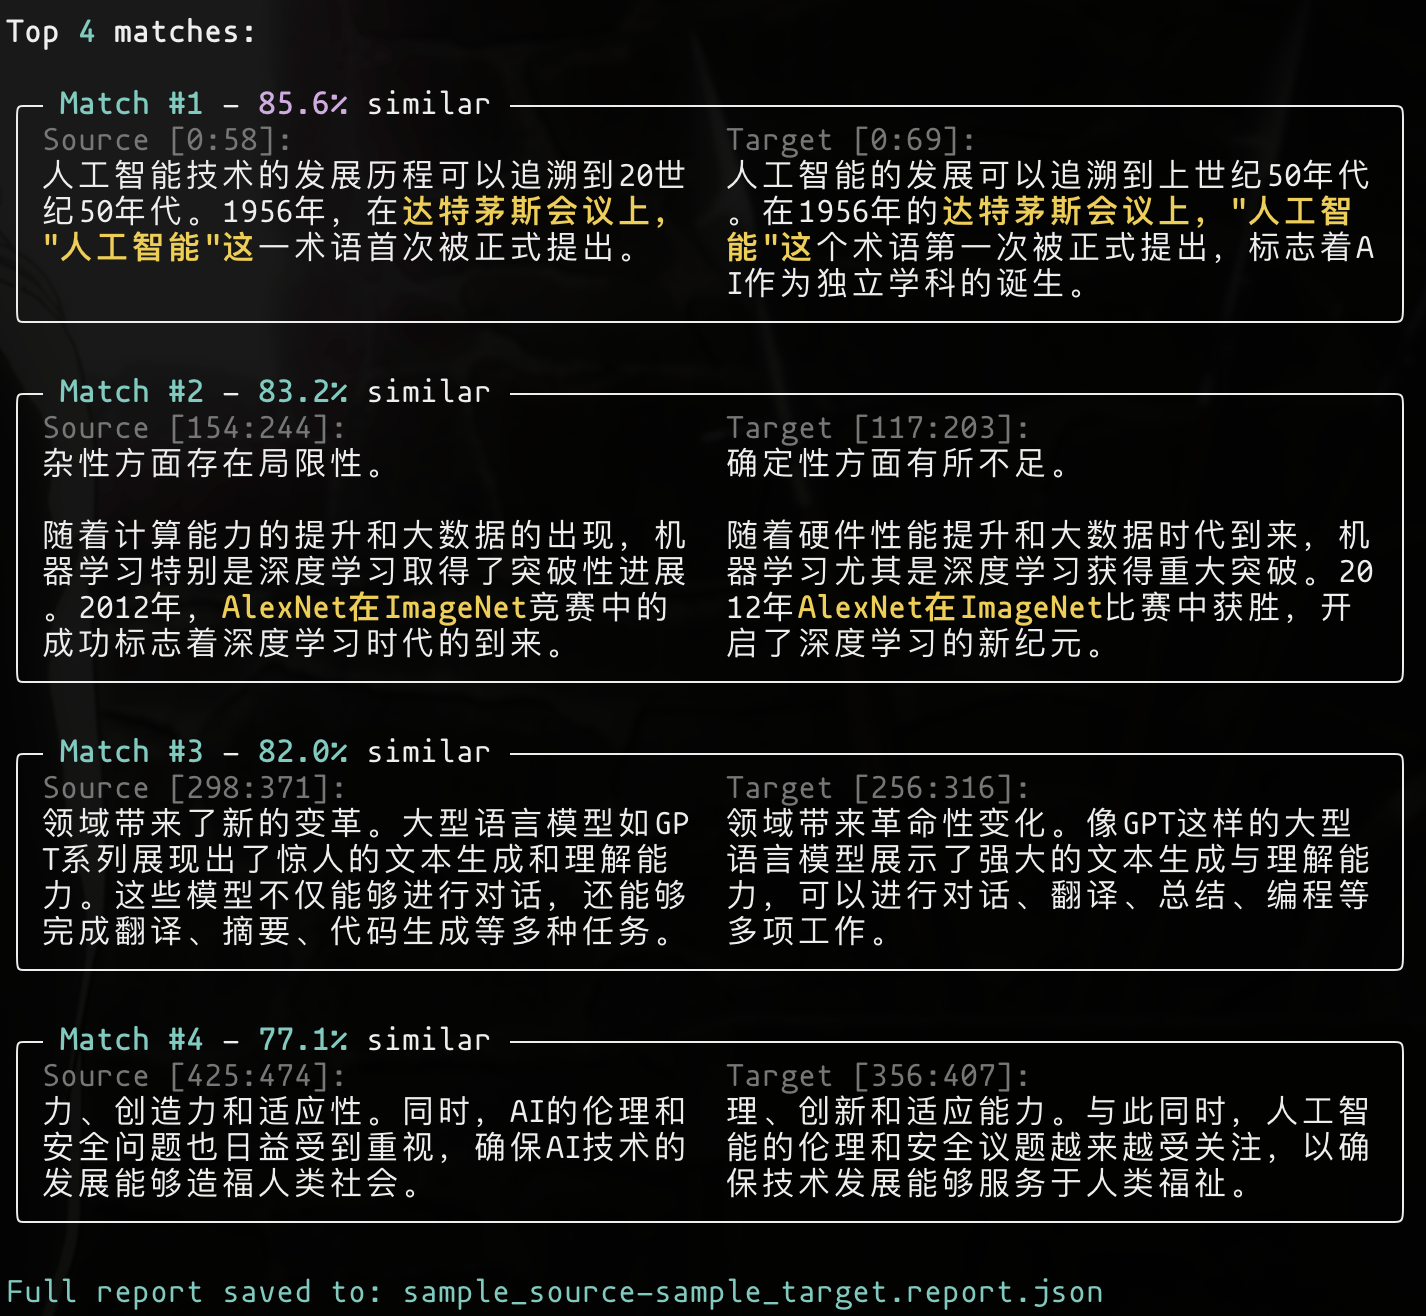 Top 4 matches:
Match #1 – 85.6% similar
Source [0:58]:
人工智能技术的发展历程可以追溯到20世
纪50年代。1956年，在达特茅斯会议上，
"人工智能"这一术语首次被正式提出。
Target [0:69]:
人工智能的发展可以追溯到上世纪50年代
。在1956年的达特茅斯会议上，"人工智
能"这个术语第一次被正式提出，标志着A
I作为独立学科的诞生。
Match #2 – 83.2% similar
Source [154:244]:
杂性方面存在局限性。
随着计算能力的提升和大数据的出现，机
器学习特别是深度学习取得了突破性进展
。2012年，AlexNet在ImageNet竞赛中的
成功标志着深度学习时代的到来。
Target [117:203]:
确定性方面有所不足。
随着硬件性能提升和大数据时代到来，机
器学习尤其是深度学习获得重大突破。20
12年AlexNet在ImageNet比赛中获胜，开
启了深度学习的新纪元。
Match #3 – 82.0% similar
Source [298:371]:
领域带来了新的变革。大型语言模型如GP
T系列展现出了惊人的文本生成和理解能
力。这些模型不仅能够进行对话，还能够
完成翻译、摘要、代码生成等多种任务。
Target [256:316]:
领域带来革命性变化。像GPT这样的大型
语言模型展示了强大的文本生成与理解能
力，可以进行对话、翻译、总结、编程等
多项工作。
Match #4 – 77.1% similar
Source [425:474]:
力、创造力和适应性。同时，AI的伦理和
安全问题也日益受到重视，确保AI技术的
发展能够造福人类社会。
Target [356:407]:
理、创新和适应能力。与此同时，人工智
能的伦理和安全议题越来越受关注，以确
保技术发展能够服务于人类福祉。
Full report saved to: sample_source-sample_target.report.json